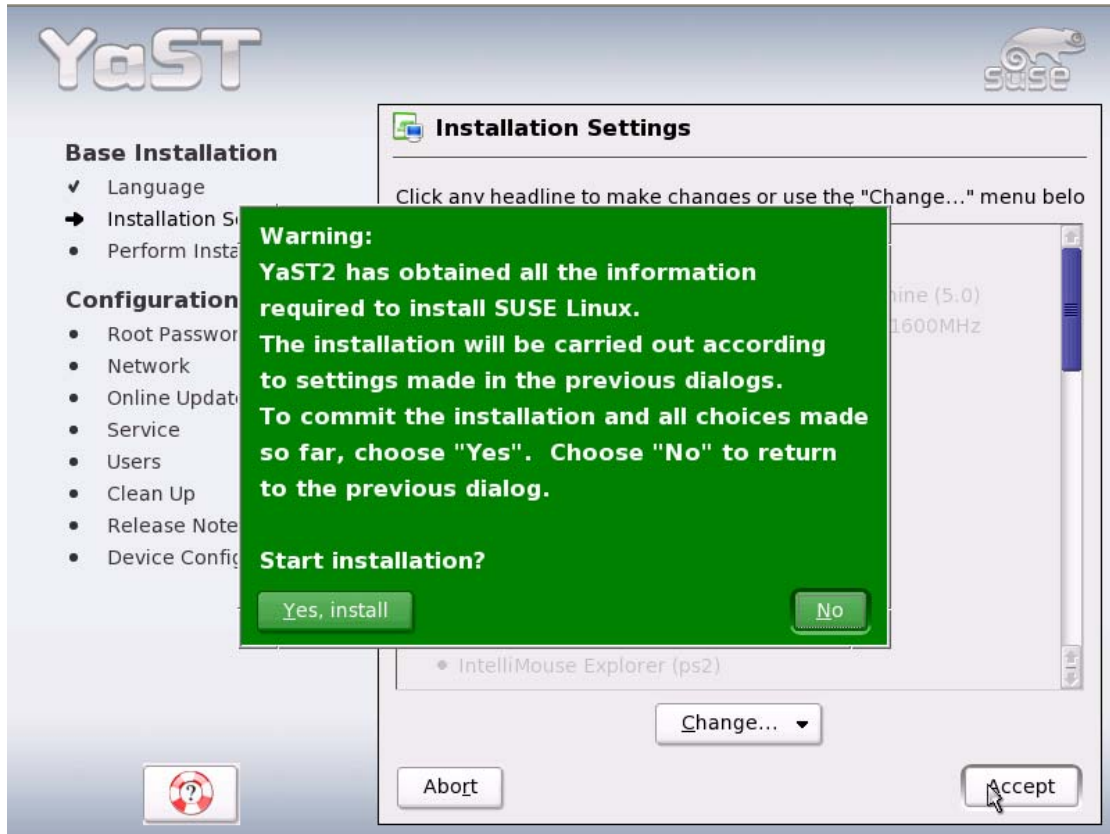 YaST
SUSE
Base Installation
Language
Installation S
Perform Insta
Configuration
Root Passwor
Network
Online Updat
Service
Users
Clean Up
Release Note
Device Config
Installation Settings
Click any headline to make changes or use the "Change..." menu belo
ine (5.0)
1600MHz
Warning:
YaST2 has obtained all the information
required to install SUSE Linux.
The installation will be carried out according
to settings made in the previous dialogs.
To commit the installation and all choices made
so far, choose "Yes".  Choose "No" to return
to the previous dialog.
Start installation?
Yes, install
No
IntelliMouse Explorer (ps2)
Change...
Abort
Accept